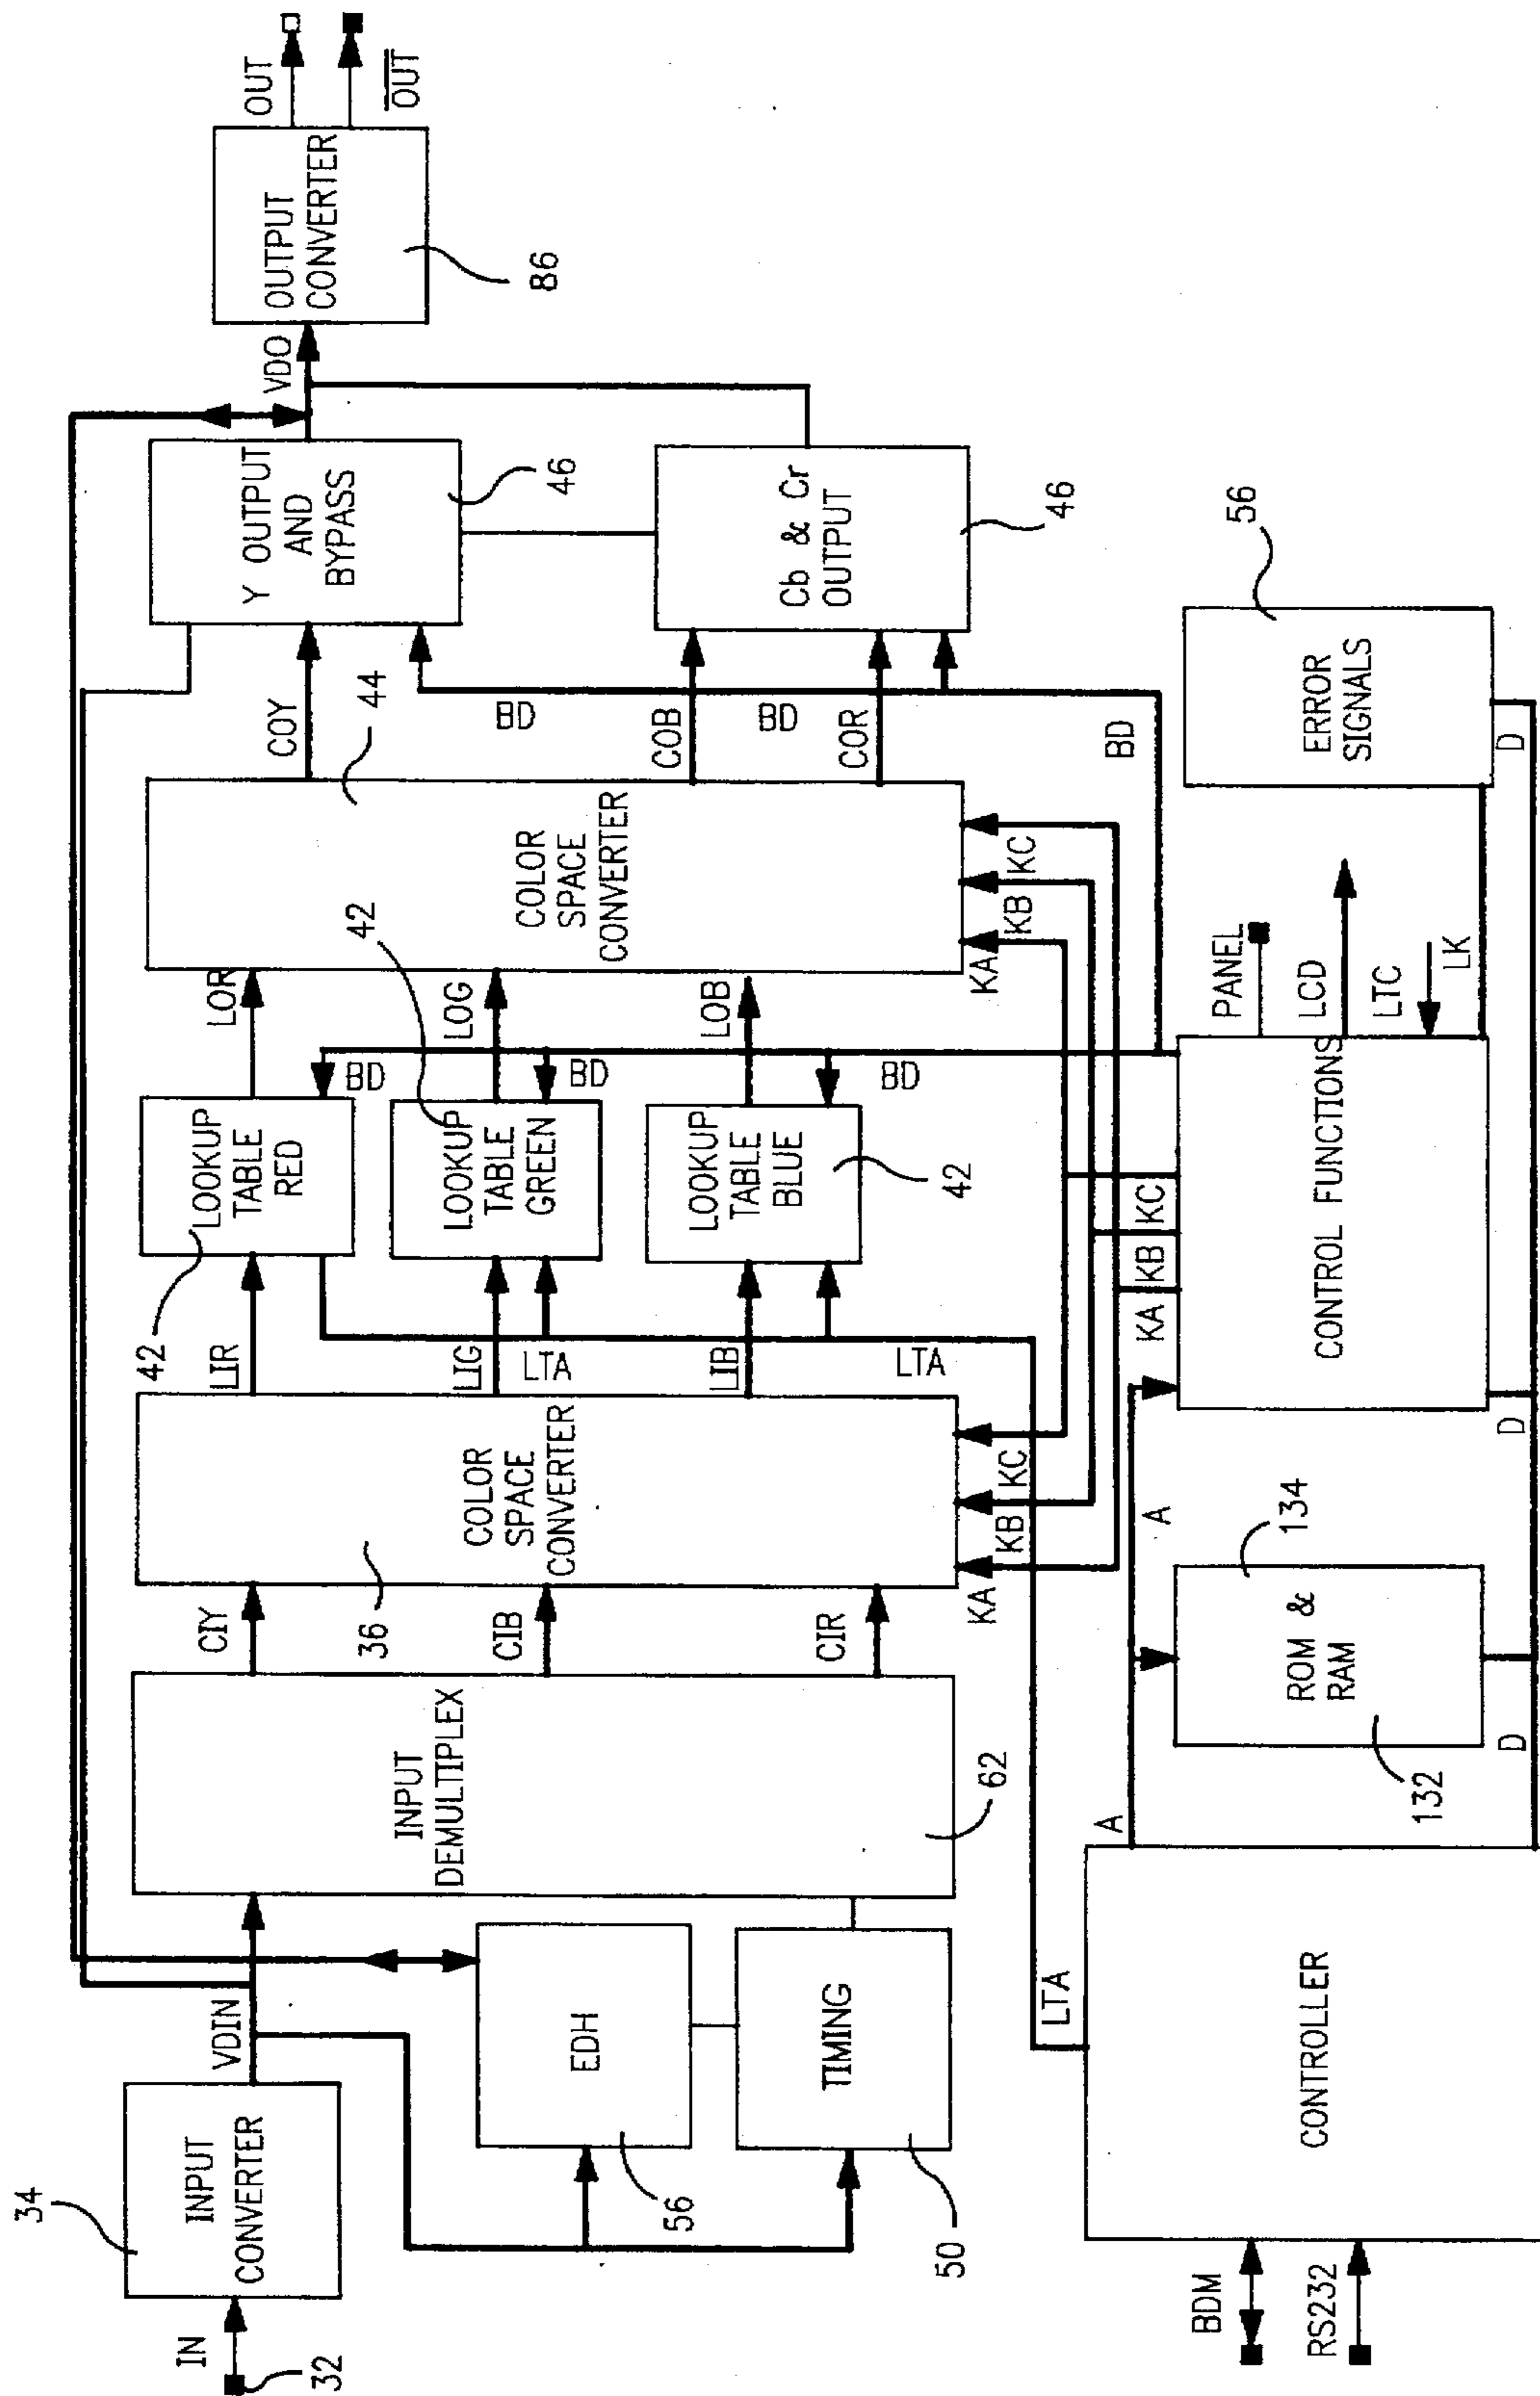 IN
32
34
INPUT
CONVERTER
VDIN
EDH
56
TIMING
50
INPUT
DEMULTIPLEX
62
CIY
CIB
CIR
COLOR
SPACE
CONVERTER
36
KA
KB
KC
LIR
LIG
LIB
LTA
LTA
42
LOOKUP
TABLE
RED
LOOKUP
TABLE
GREEN
42
LOOKUP
TABLE
BLUE
42
BD
BD
BD
LOR
LOG
LOB
COLOR
SPACE
CONVERTER
44
KA
KB
KC
COY
COB
COR
BD
BD
BD
Y OUTPUT
AND
BYPASS
46
Cb & Cr
OUTPUT
46
VDO
OUTPUT
CONVERTER
86
OUT
OUT
BDM
RS232
CONTROLLER
LTA
A
A
ROM &
RAM
132
134
D
D
D
CONTROL FUNCTIONS
KA
KB
KC
PANEL
LCD
LTC
LK
ERROR
SIGNALS
56